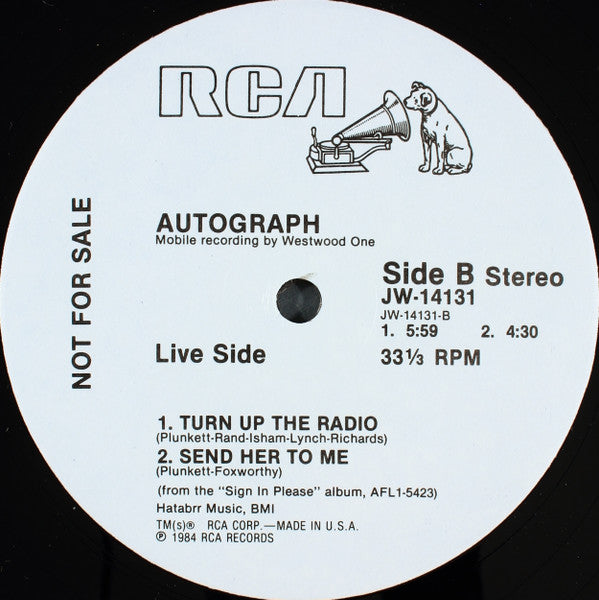 RCA
NOT FOR SALE
AUTOGRAPH
Mobile recording by Westwood One
Side B Stereo
JW-14131
JW-14131-B
1. 5:59 2. 4:30
Live Side
33 1/3 RPM
1. TURN UP THE RADIO
(Plunkett-Rand-Isham-Lynch-Richards)
2. SEND HER TO ME
(Plunkett-Foxworthy)
(from the "Sign In Please" album, AFL1-5423)
Hatabrr Music, BMI
TM(s)® RCA CORP.—MADE IN U.S.A.
℗ 1984 RCA RECORDS